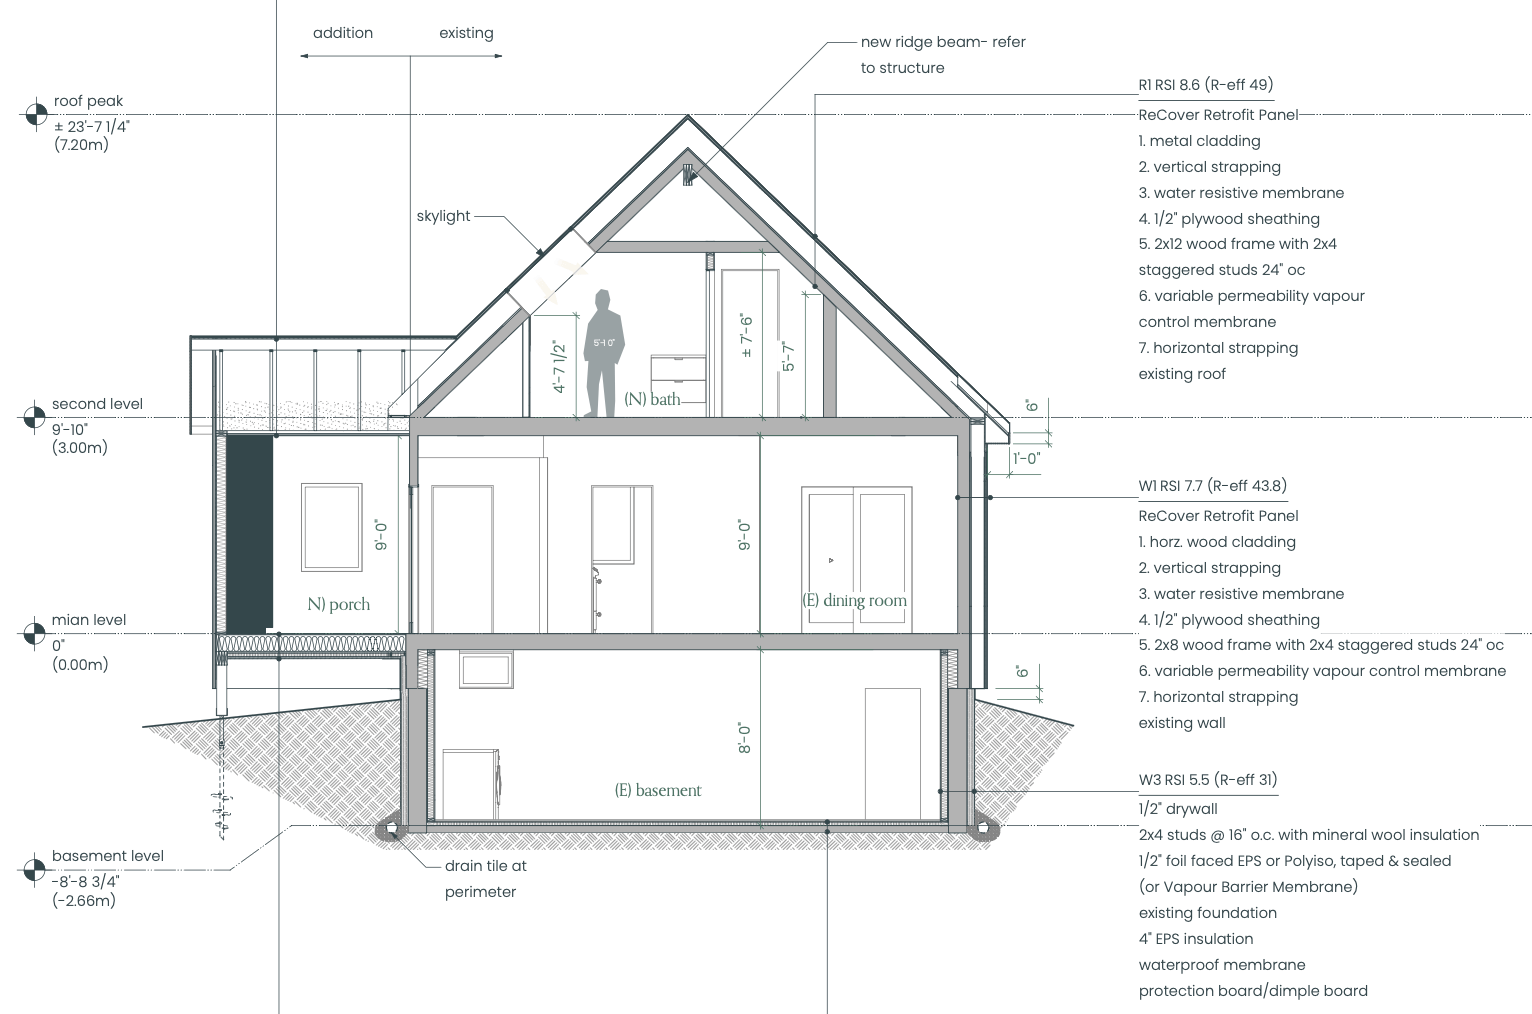 addition
existing
new ridge beam- refer
to structure
roof peak
± 23'-7 1/4"
(7.20m)
skylight
R1 RSI 8.6 (R-eff 49)
ReCover Retrofit Panel
1. metal cladding
2. vertical strapping
3. water resistive membrane
4. 1/2" plywood sheathing
5. 2x12 wood frame with 2x4
staggered studs 24" oc
6. variable permeability vapour
control membrane
7. horizontal strapping
existing roof
4'-7 1/2"
5'-10"
± 7'-6"
5'-7"
(N) bath
second level
9'-10"
(3.00m)
6"
1'-0"
W1 RSI 7.7 (R-eff 43.8)
ReCover Retrofit Panel
1. horz. wood cladding
2. vertical strapping
3. water resistive membrane
4. 1/2" plywood sheathing
5. 2x8 wood frame with 2x4 staggered studs 24" oc
6. variable permeability vapour control membrane
7. horizontal strapping
existing wall
9'-0"
9'-0"
N) porch
(E) dining room
mian level
0"
(0.00m)
6"
8'-0"
(E) basement
W3 RSI 5.5 (R-eff 31)
1/2" drywall
2x4 studs @ 16" o.c. with mineral wool insulation
1/2" foil faced EPS or Polyiso, taped & sealed
(or Vapour Barrier Membrane)
existing foundation
4" EPS insulation
waterproof membrane
protection board/dimple board
basement level
-8'-8 3/4"
(-2.66m)
drain tile at
perimeter